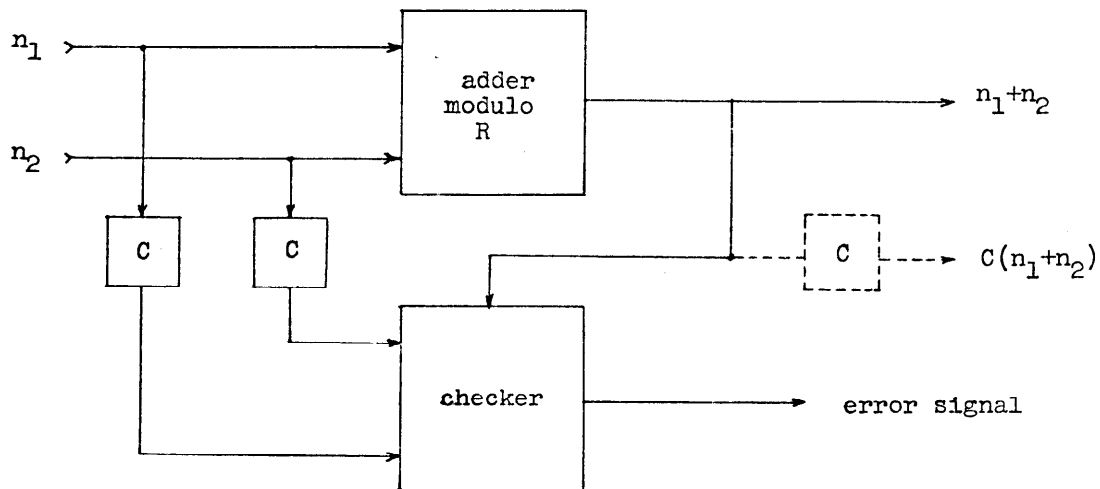 n₁
adder
modulo
R
n₁+n₂
n₂
C
C
C
C(n₁+n₂)
checker
error signal